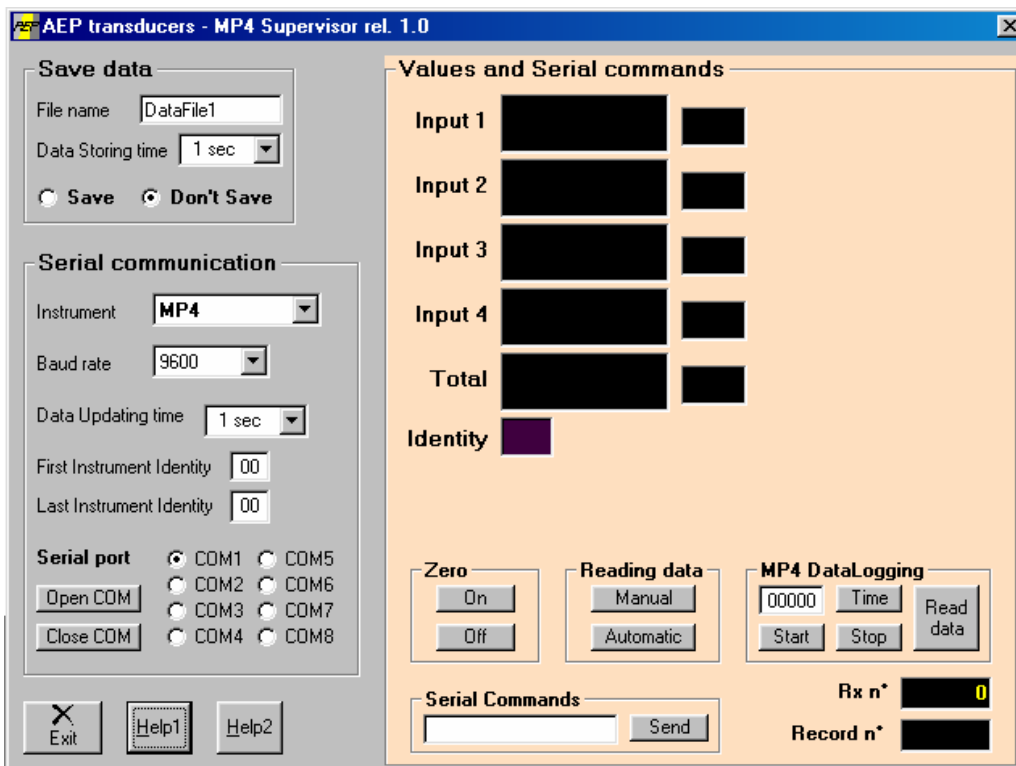 AEP AEP transducers - MP4 Supervisor rel. 1.0
Save data
File name DataFile1
Data Storing time 1 sec
Save Don't Save
Serial communication
Instrument MP4
Baud rate 9600
Data Updating time 1 sec
First Instrument Identity 00
Last Instrument Identity 00
Serial port COM1 COM5
COM2 COM6
COM3 COM7
COM4 COM8
Open COM
Close COM
Exit Help1 Help2
Values and Serial commands
Input 1
Input 2
Input 3
Input 4
Total
Identity
Zero
On
Off
Reading data
Manual
Automatic
MP4 DataLogging
00000 Time Read data
Start Stop
Serial Commands
Send
Rx n° 0
Record n°